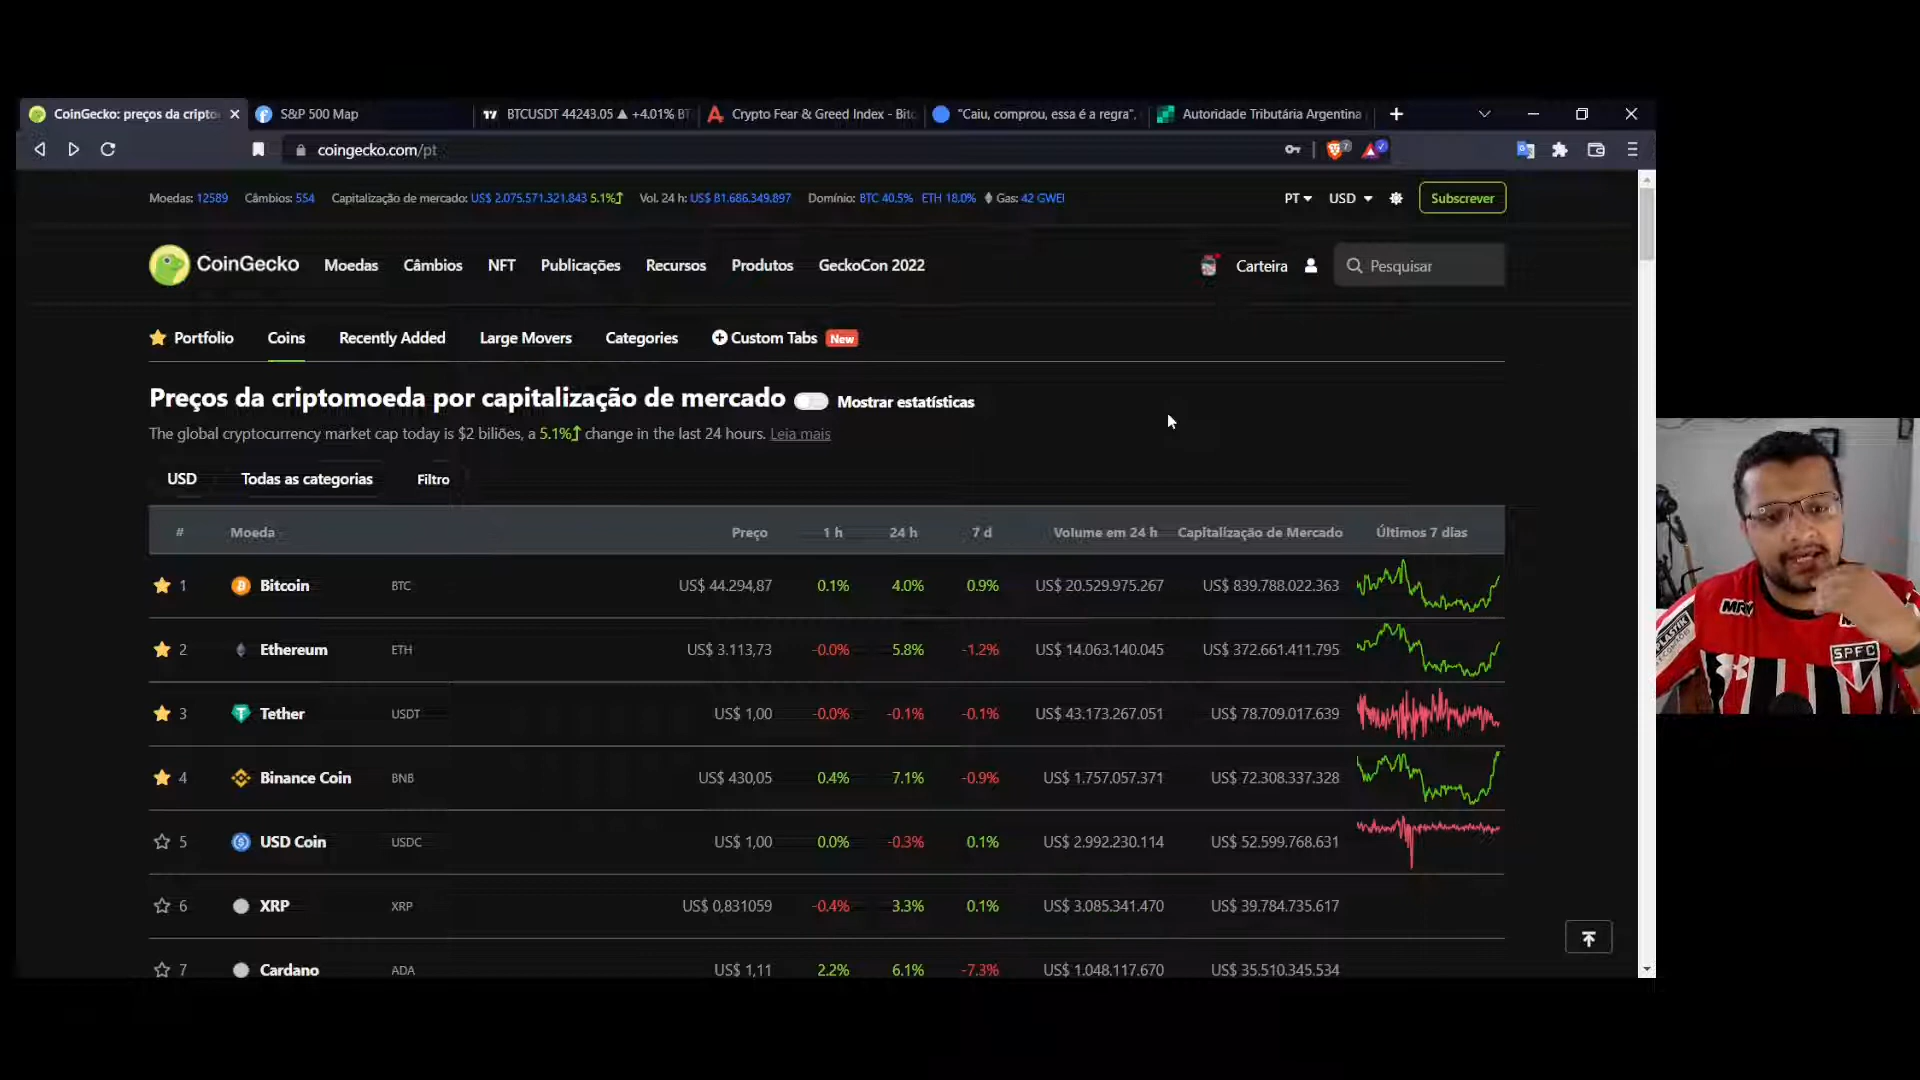 CoinGecko: preços da cripto
S&P 500 Map
BTCUSDT 44243.05 ▲ +4.01% BT
Crypto Fear & Greed Index - Bitc
"Caiu, comprou, essa é a regra",
Autoridade Tributária Argentina
coingecko.com/pt
Moedas: 12589 Câmbios: 554 Capitalização de mercado: US$ 2.075.571.321.843 5.1% Vol. 24 h: US$ 81.686.349.897 Domínio: BTC 40.5% ETH 18.0% Gas: 42 GWEI
PT USD Subscrever
CoinGecko Moedas Câmbios NFT Publicações Recursos Produtos GeckoCon 2022 Carteira Pesquisar
Portfolio Coins Recently Added Large Movers Categories Custom Tabs New
Preços da criptomoeda por capitalização de mercado Mostrar estatísticas
The global cryptocurrency market cap today is $2 biliões, a 5.1% change in the last 24 hours. Leia mais
USD Todas as categorias Filtro
# Moeda Preço 1 h 24 h 7 d Volume em 24 h Capitalização de Mercado Últimos 7 dias
1 Bitcoin BTC US$ 44.294,87 0.1% 4.0% 0.9% US$ 20.529.975.267 US$ 839.788.022.363
2 Ethereum ETH US$ 3.113,73 -0.0% 5.8% -1.2% US$ 14.063.140.045 US$ 372.661.411.795
3 Tether USDT US$ 1,00 -0.0% -0.1% -0.1% US$ 43.173.267.051 US$ 78.709.017.639
4 Binance Coin BNB US$ 430,05 0.4% 7.1% -0.9% US$ 1.757.057.371 US$ 72.308.337.328
5 USD Coin USDC US$ 1,00 0.0% -0.3% 0.1% US$ 2.992.230.114 US$ 52.599.768.631
6 XRP XRP US$ 0,831059 -0.4% 3.3% 0.1% US$ 3.085.341.470 US$ 39.784.735.617
7 Cardano ADA US$ 1,11 2.2% 6.1% -7.3% US$ 1.048.117.670 US$ 35.510.345.534
SPFC